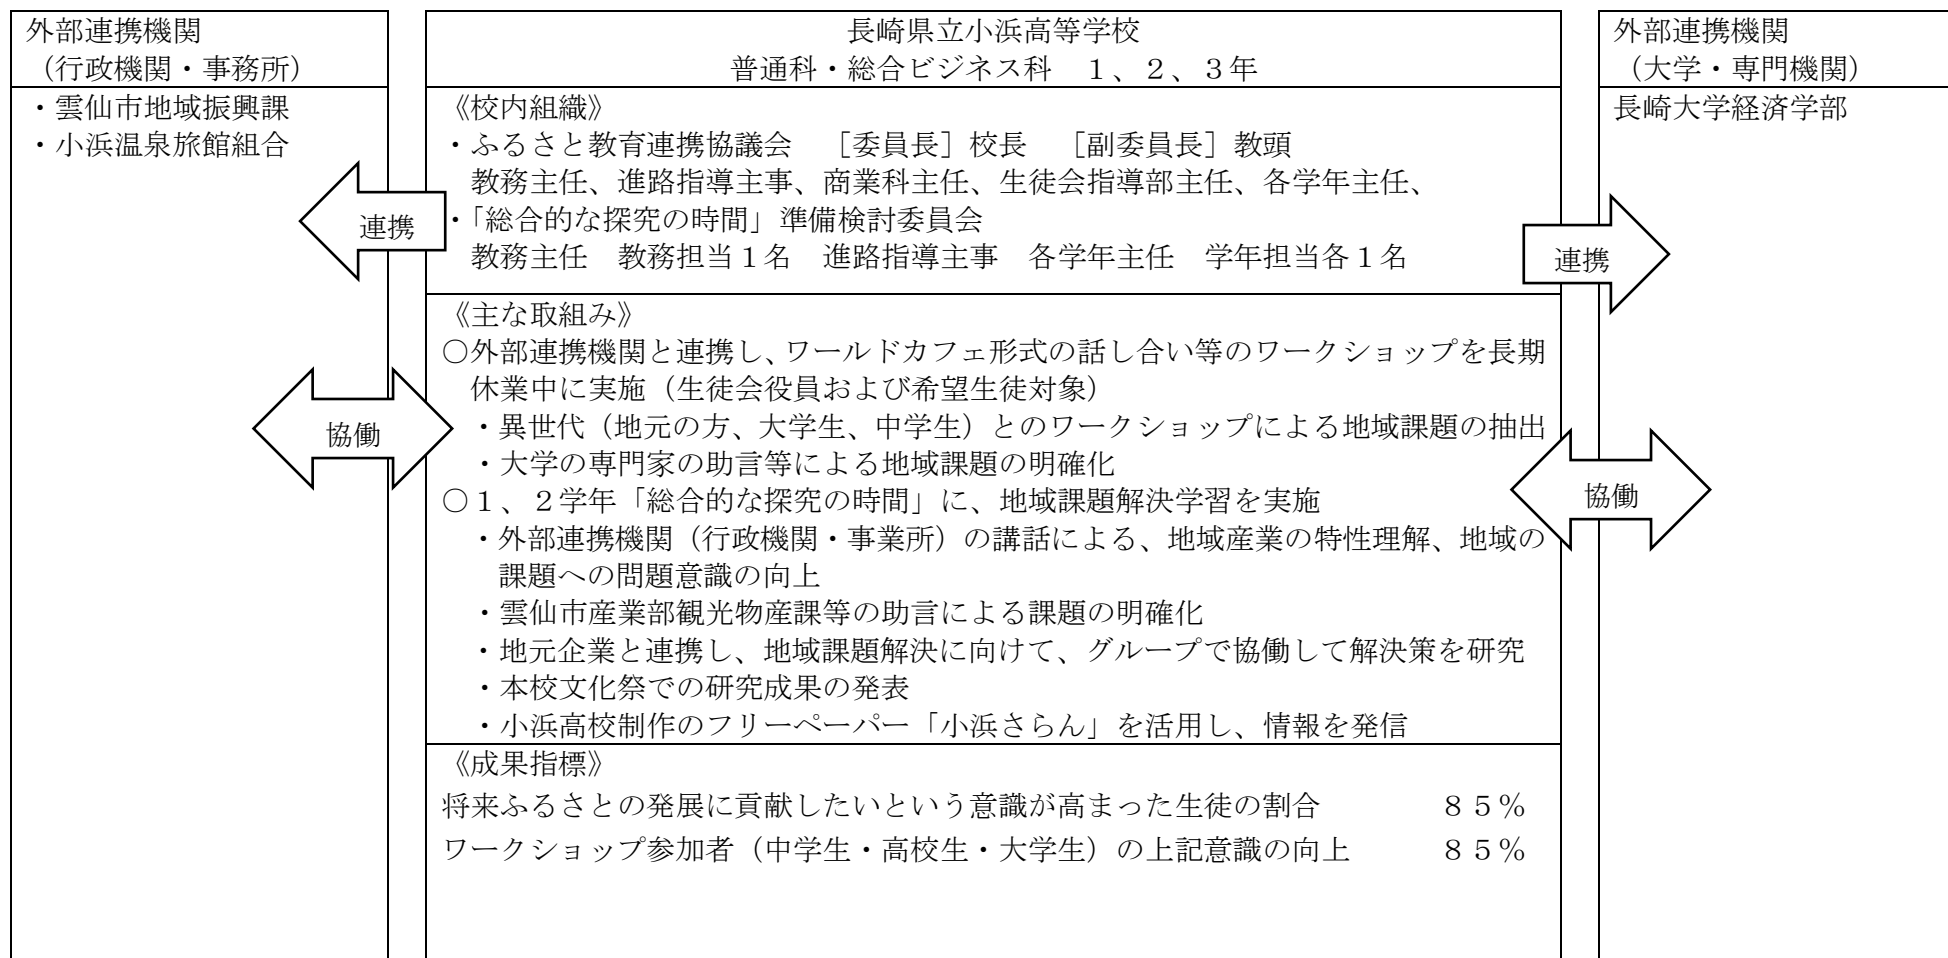 外部連携機関
（行政機関・事務所）
・雲仙市地域振興課
・小浜温泉旅館組合
連携
協働
長崎県立小浜高等学校
普通科・総合ビジネス科　１、２、３年
《校内組織》
・ふるさと教育連携協議会　［委員長］校長　［副委員長］教頭
教務主任、進路指導主事、商業科主任、生徒会指導部主任、各学年主任、
・「総合的な探究の時間」準備検討委員会
教務主任　教務担当１名　進路指導主事　各学年主任　学年担当各１名
《主な取組み》
○外部連携機関と連携し、ワールドカフェ形式の話し合い等のワークショップを長期
休業中に実施（生徒会役員および希望生徒対象）
・異世代（地元の方、大学生、中学生）とのワークショップによる地域課題の抽出
・大学の専門家の助言等による地域課題の明確化
○１、２学年「総合的な探究の時間」に、地域課題解決学習を実施
・外部連携機関（行政機関・事業所）の講話による、地域産業の特性理解、地域の
課題への問題意識の向上
・雲仙市産業部観光物産課等の助言による課題の明確化
・地元企業と連携し、地域課題解決に向けて、グループで協働して解決策を研究
・本校文化祭での研究成果の発表
・小浜高校制作のフリーペーパー「小浜さらん」を活用し、情報を発信
《成果指標》
将来ふるさとの発展に貢献したいという意識が高まった生徒の割合　８５％
ワークショップ参加者（中学生・高校生・大学生）の上記意識の向上　８５％
外部連携機関
（大学・専門機関）
長崎大学経済学部
連携
協働